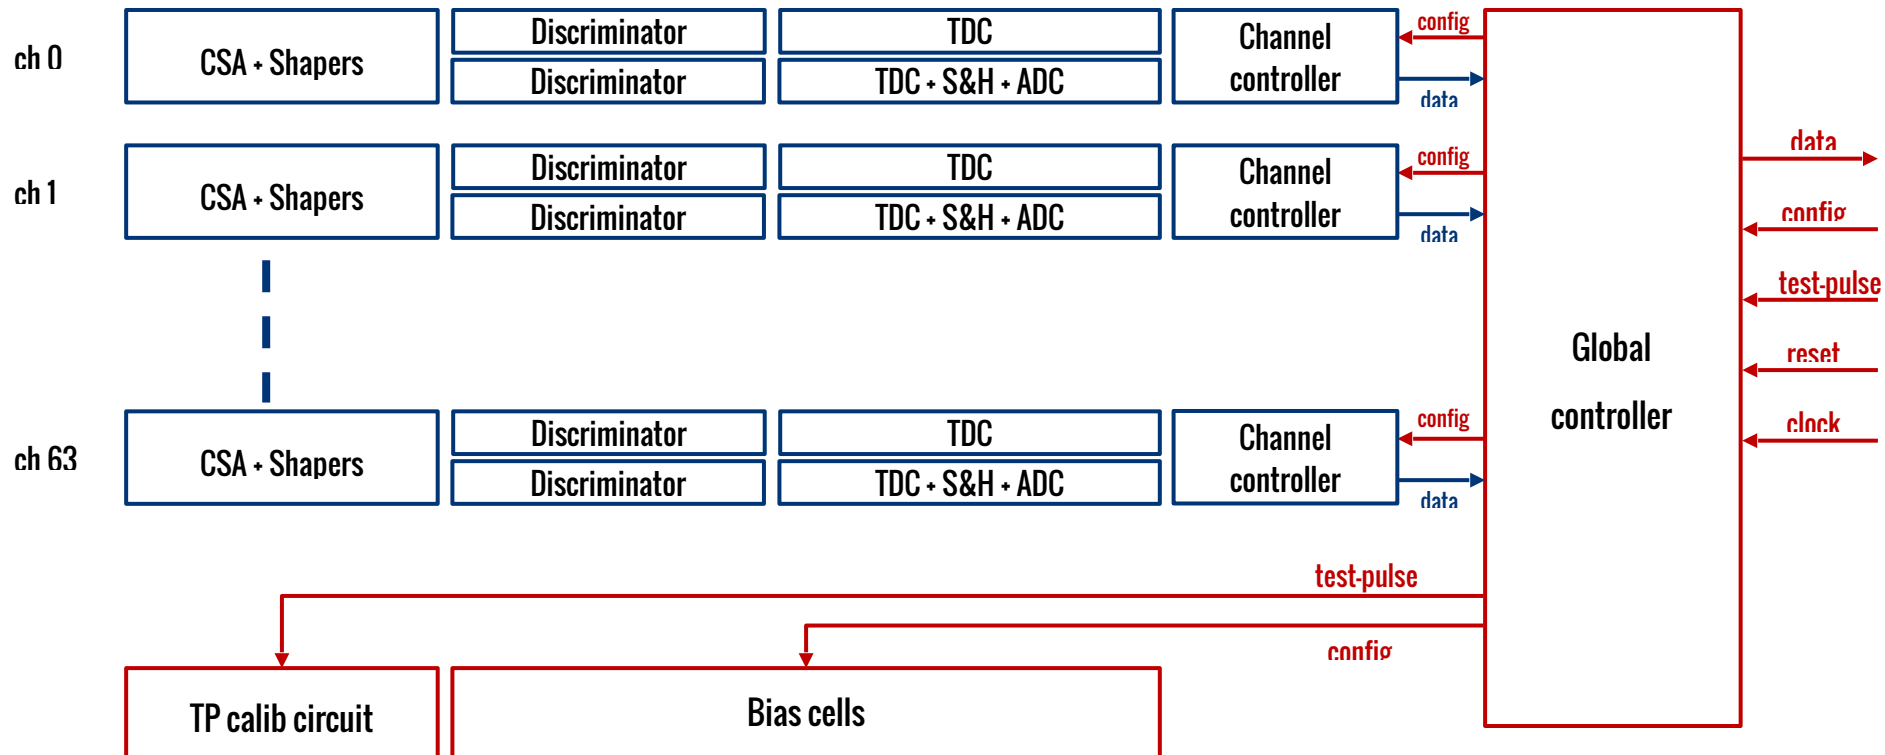 ch 0
CSA + Shapers
Discriminator
Discriminator
TDC
TDC + S&H + ADC
Channel
controller
config
data
ch 1
CSA + Shapers
Discriminator
Discriminator
TDC
TDC + S&H + ADC
Channel
controller
config
data
ch 63
CSA + Shapers
Discriminator
Discriminator
TDC
TDC + S&H + ADC
Channel
controller
config
data
Global
controller
data
config
test-pulse
reset
clock
test-pulse
config
TP calib circuit
Bias cells